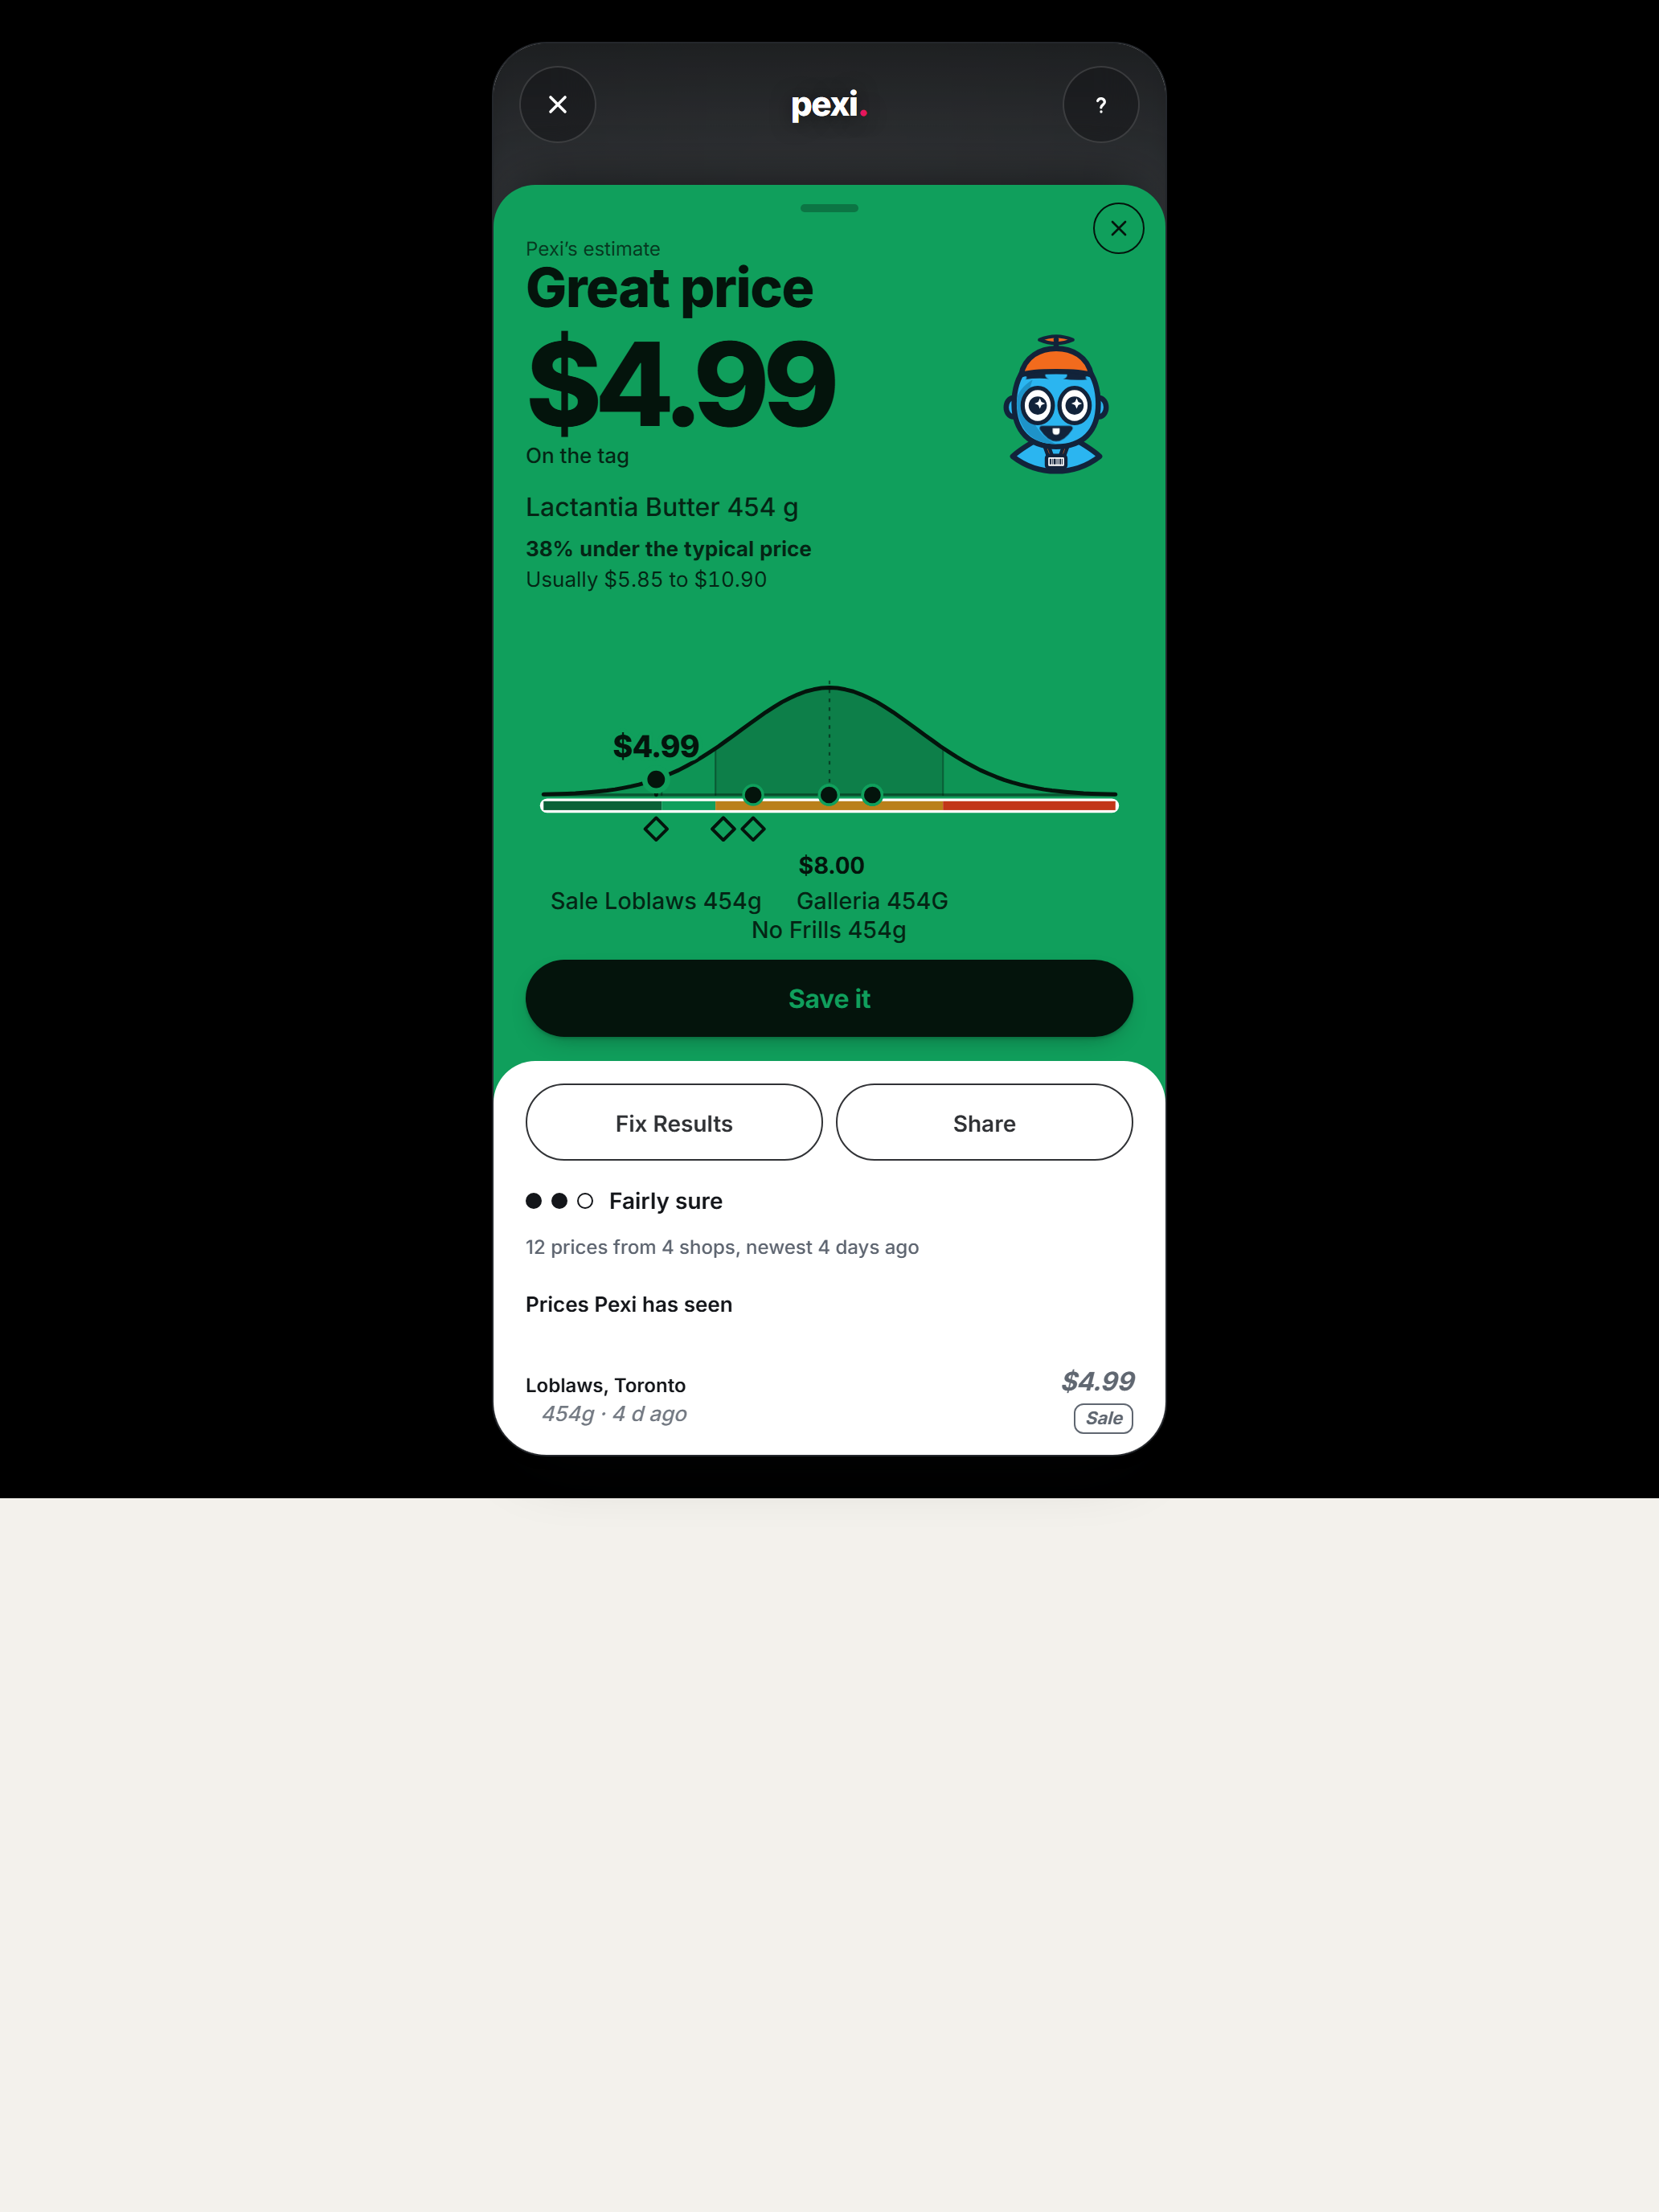 pexi.
?
Pexi’s estimate
Great price
$4.99
On the tag
Lactantia Butter 454 g
38% under the typical price
Usually $5.85 to $10.90
$4.99
$8.00
Sale Loblaws 454g
Galleria 454G
No Frills 454g
Save it
Fix Results
Share
Fairly sure
12 prices from 4 shops, newest 4 days ago
Prices Pexi has seen
Loblaws, Toronto
$4.99
454g · 4 d ago
Sale